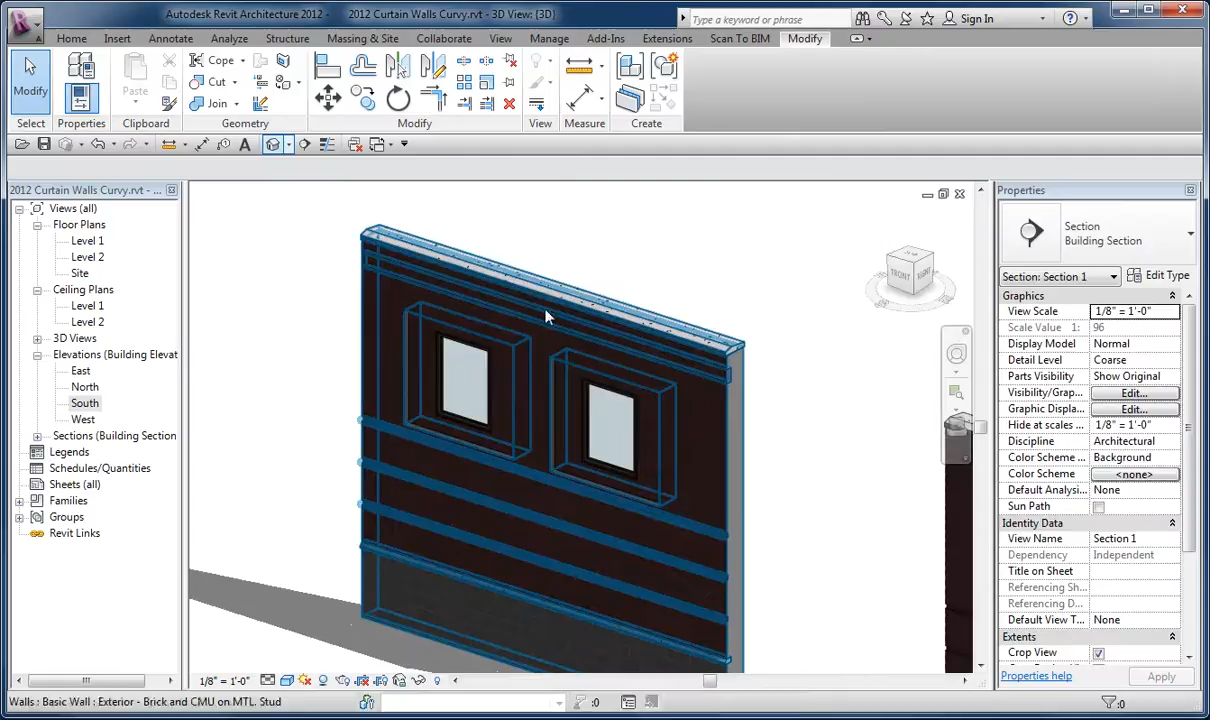 Autodesk Revit Architecture 2012 - 2012 Curtain Walls Curvy.rvt - 3D View: {3D}
Type a keyword or phrase
Sign In
Home Insert Annotate Analyze Structure Massing & Site Collaborate View Manage Add-Ins Extensions Scan To BIM Modify
Modify
Paste
Cope
Cut
Join
Select Properties Clipboard Geometry Modify View Measure Create
2012 Curtain Walls Curvy.rvt - ...
Views (all)
Floor Plans
Level 1
Level 2
Site
Ceiling Plans
Level 1
Level 2
3D Views
Elevations (Building Elevat
East
North
South
West
Sections (Building Section
Legends
Schedules/Quantities
Sheets (all)
Families
Groups
Revit Links
FRONT
RIGHT
Properties
Section
Building Section
Section: Section 1
Edit Type
Graphics
View Scale 1/8" = 1'-0"
Scale Value 1: 96
Display Model Normal
Detail Level Coarse
Parts Visibility Show Original
Visibility/Grap... Edit...
Graphic Displa... Edit...
Hide at scales ... 1/8" = 1'-0"
Discipline Architectural
Color Scheme ... Background
Color Scheme <none>
Default Analysi... None
Sun Path
Identity Data
View Name Section 1
Dependency Independent
Title on Sheet
Referencing Sh...
Referencing D...
Default View T... None
Extents
Crop View
Properties help
Apply
1/8" = 1'-0"
Walls : Basic Wall : Exterior - Brick and CMU on MTL. Stud
:0
:0